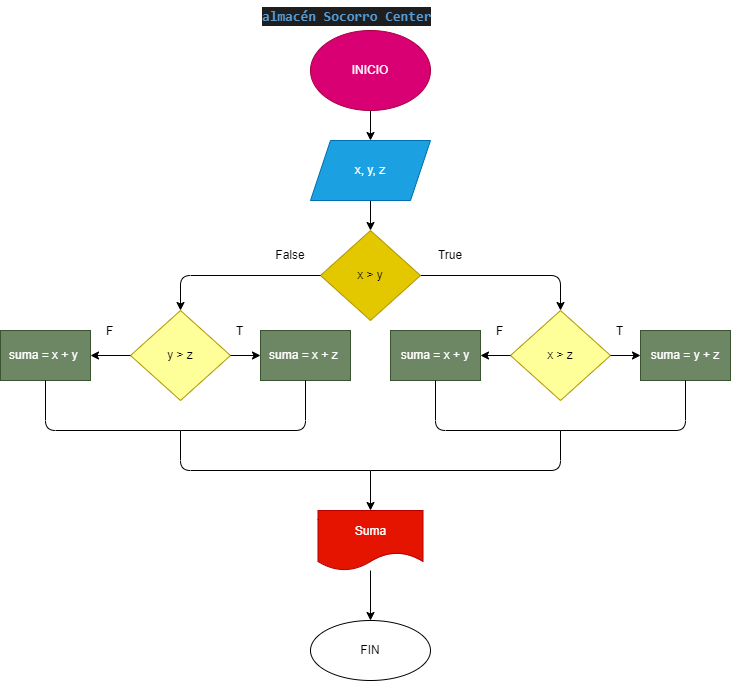 almacén Socorro Center
INICIO
x, y, z
False
True
x > y
F
y > z
T
F
x > z
T
suma = x + y
suma = x + z
suma = x + y
suma = y + z
Suma
FIN